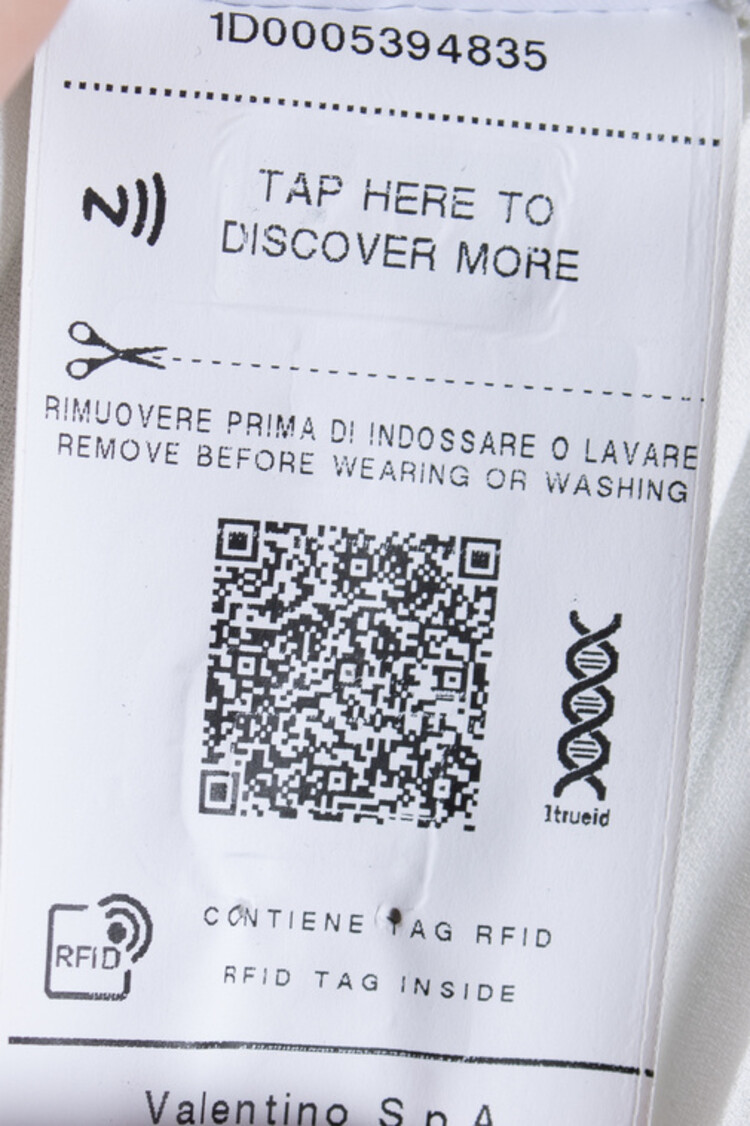 1D0005394835
TAP HERE TO
DISCOVER MORE
RIMUOVERE PRIMA DI INDOSSARE O LAVARE
REMOVE BEFORE WEARING OR WASHING
1trueid
CONTIENE TAG RFID
RFID
RFID TAG INSIDE
Valentino S.p.A